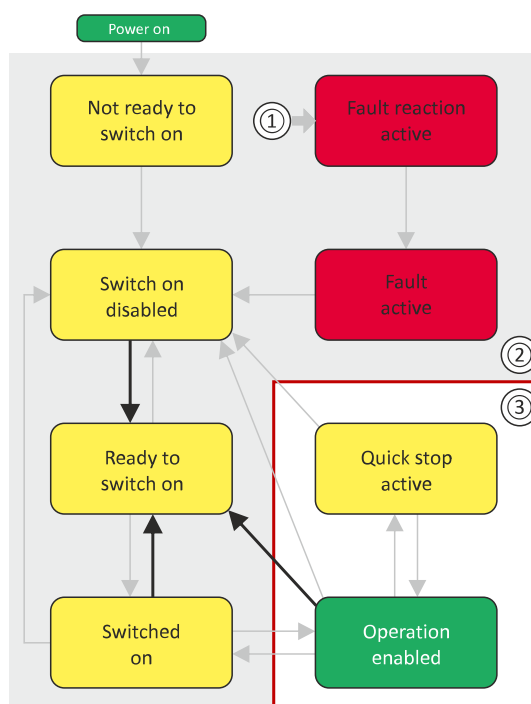 Power on
Not ready to
switch on
①
Fault reaction
active
Switch on
disabled
Fault
active
②
③
Ready to
switch on
Quick stop
active
Switched
on
Operation
enabled